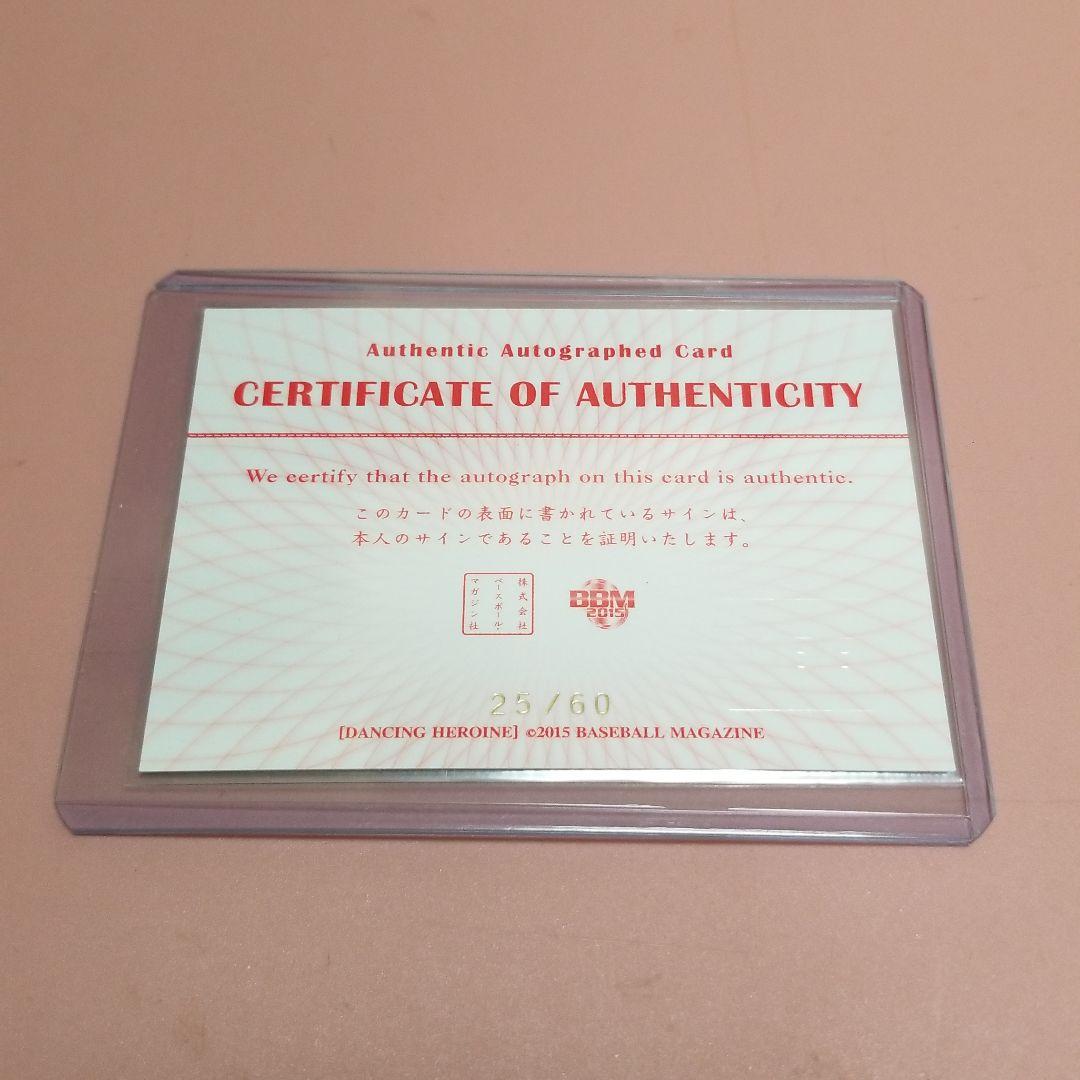 Authentic Autographed Card
CERTIFICATE OF AUTHENTICITY
We certify that the autograph on this card is authentic.
このカードの表面に書かれているサインは、
本人のサインであることを証明いたします。
株式会社
ベースボール・
マガジン社
BBM
2015
25/60
[DANCING HEROINE] ©2015 BASEBALL MAGAZINE